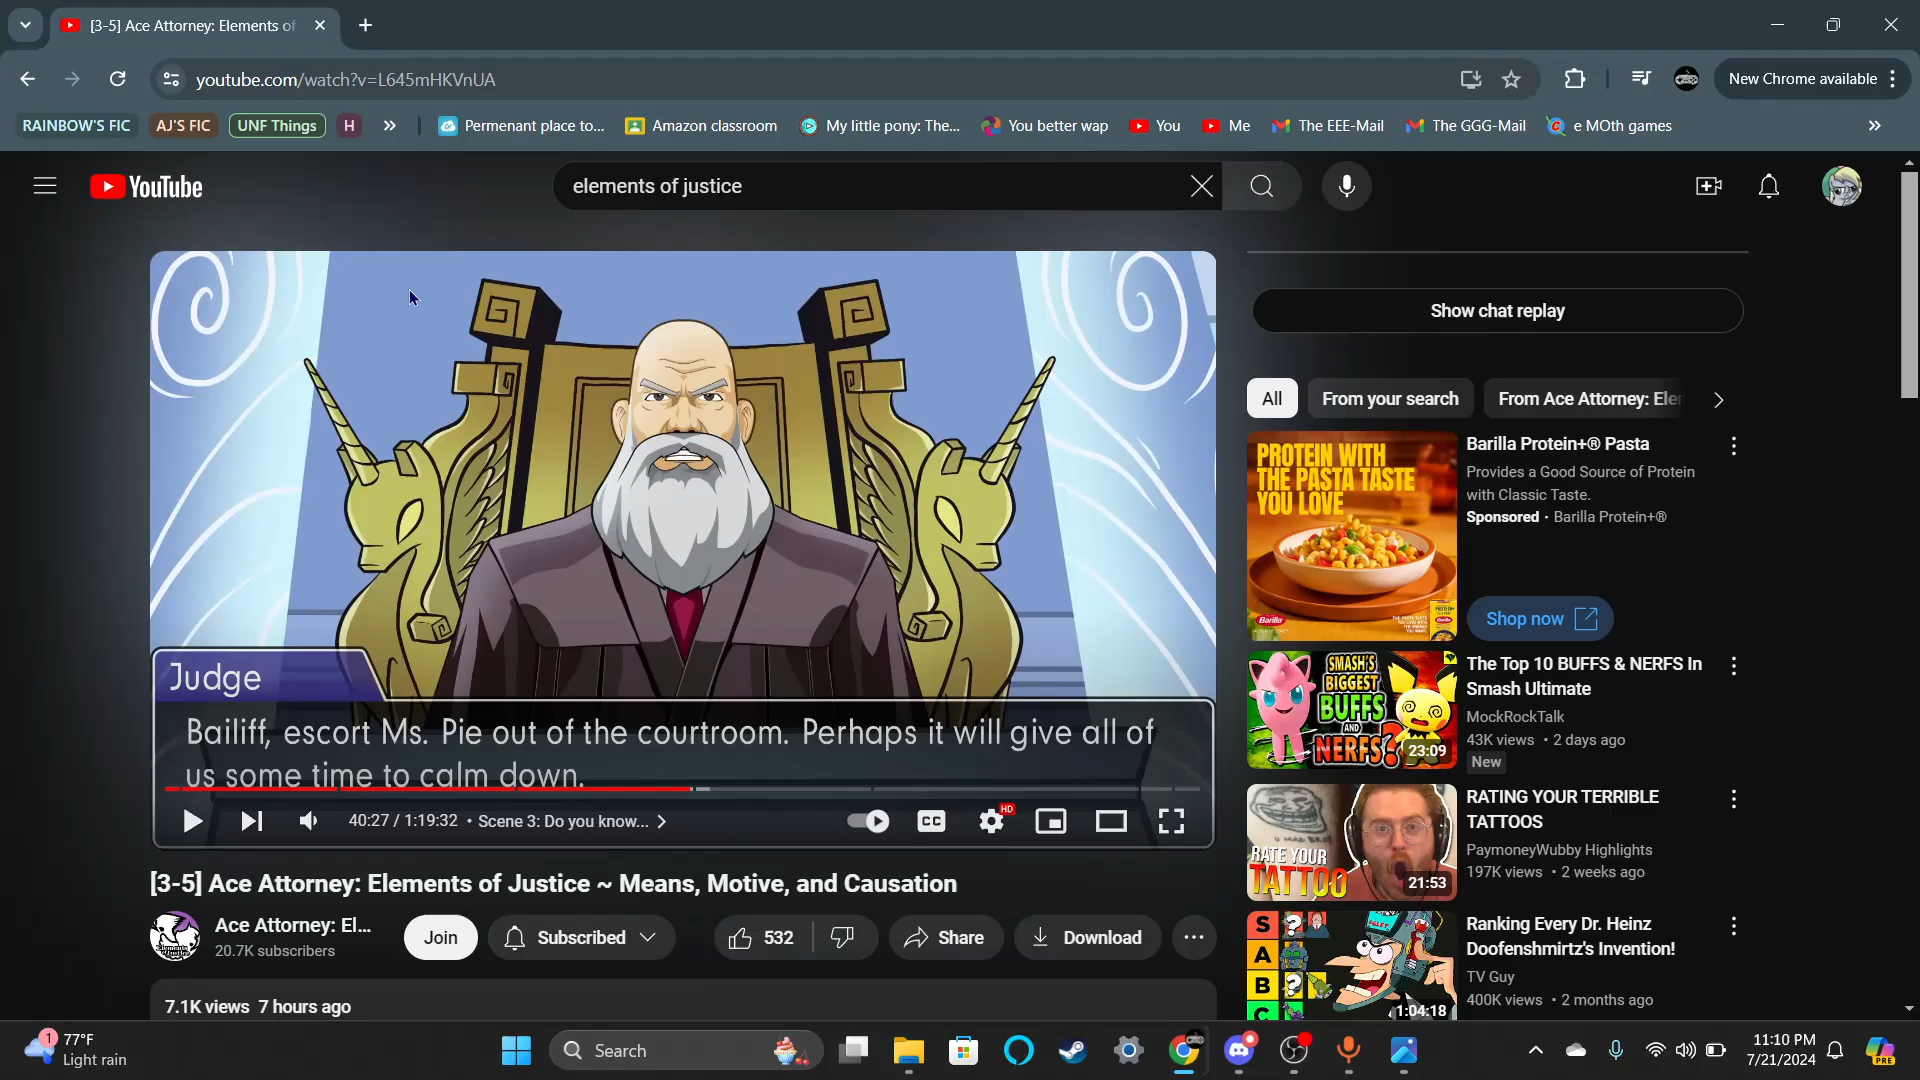 [3-5] Ace Attorney: Elements of
youtube.com/watch?v=L645mHKVnUA
New Chrome available
RAINBOW'S FIC
AJ'S FIC
UNF Things
H
Permenant place to...
Amazon classroom
My little pony: The...
You better wap
You
Me
The EEE-Mail
The GGG-Mail
e MOth games
YouTube
elements of justice
Judge
Bailiff, escort Ms. Pie out of the courtroom. Perhaps it will give all of
us some time to calm down.
40:27 / 1:19:32 • Scene 3: Do you know...
CC
HD
[3-5] Ace Attorney: Elements of Justice ~ Means, Motive, and Causation
Ace Attorney: El...
20.7K subscribers
Join
Subscribed
532
Share
Download
7.1K views 7 hours ago
Show chat replay
All
From your search
From Ace Attorney: Ele
PROTEIN WITH
THE PASTA TASTE
YOU LOVE
Barilla
Barilla Protein+® Pasta
Provides a Good Source of Protein
with Classic Taste.
Sponsored • Barilla Protein+®
Shop now
SMASH'S
BIGGEST
BUFFS
AND
NERFS?
23:09
The Top 10 BUFFS & NERFS In
Smash Ultimate
MockRockTalk
43K views • 2 days ago
New
RATE YOUR
TATTOO
21:53
RATING YOUR TERRIBLE
TATTOOS
PaymoneyWubby Highlights
197K views • 2 weeks ago
S
A
B
C
1:04:18
Ranking Every Dr. Heinz
Doofenshmirtz's Invention!
TV Guy
400K views • 2 months ago
1
77°F
Light rain
Search
11:10 PM
7/21/2024
PRE